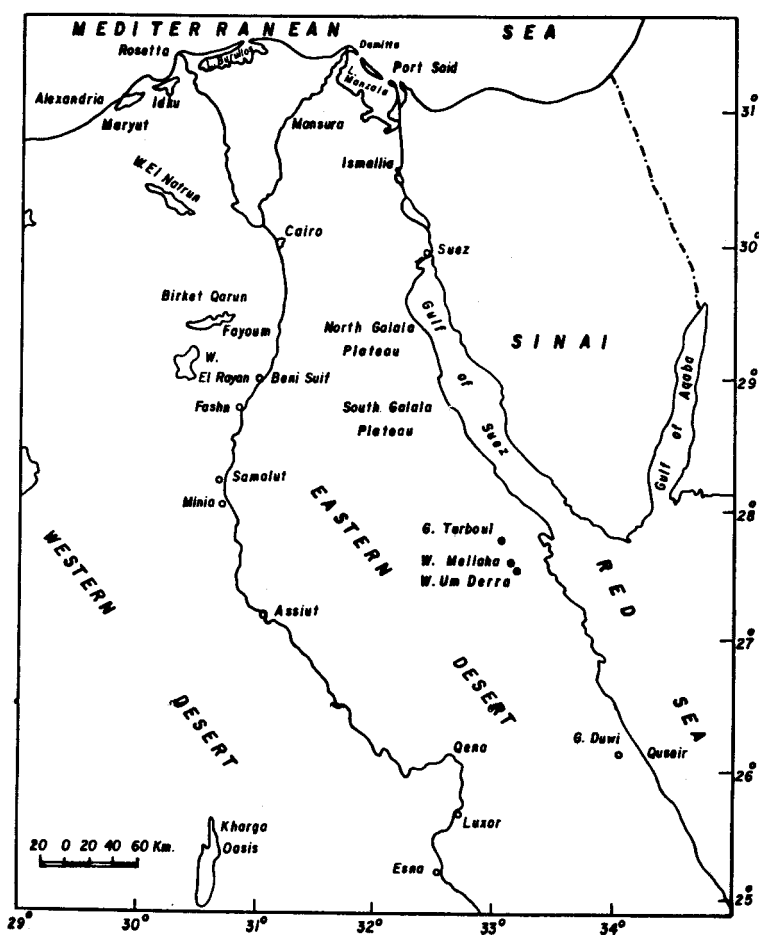 MEDITERRANEAN SEA
Rosetta
L. Burullos
Damitta
Port Said
L. Manzala
Alexandria
Idku
Maryut
Mansura
31°
W. El Natrun
Ismallia
Cairo
Suez
30°
Birket Qarun
Fayoum
North Galala
Plateau
Gulf of Suez
SINAI
W.
El Rayan
Beni Suif
29°
Gulf of Aqaba
Fashn
South Galala
Plateau
Samalut
Minia
EASTERN DESERT
28°
G. Tarboul
W. Mellaha
W. Um Derra
RED SEA
WESTERN DESERT
Assiut
27°
G. Duwi
Quseir
Qena
26°
Kharga
Oasis
Luxor
Esna
20 0 20 40 60 Km.
25°
29° 30° 31° 32° 33° 34°